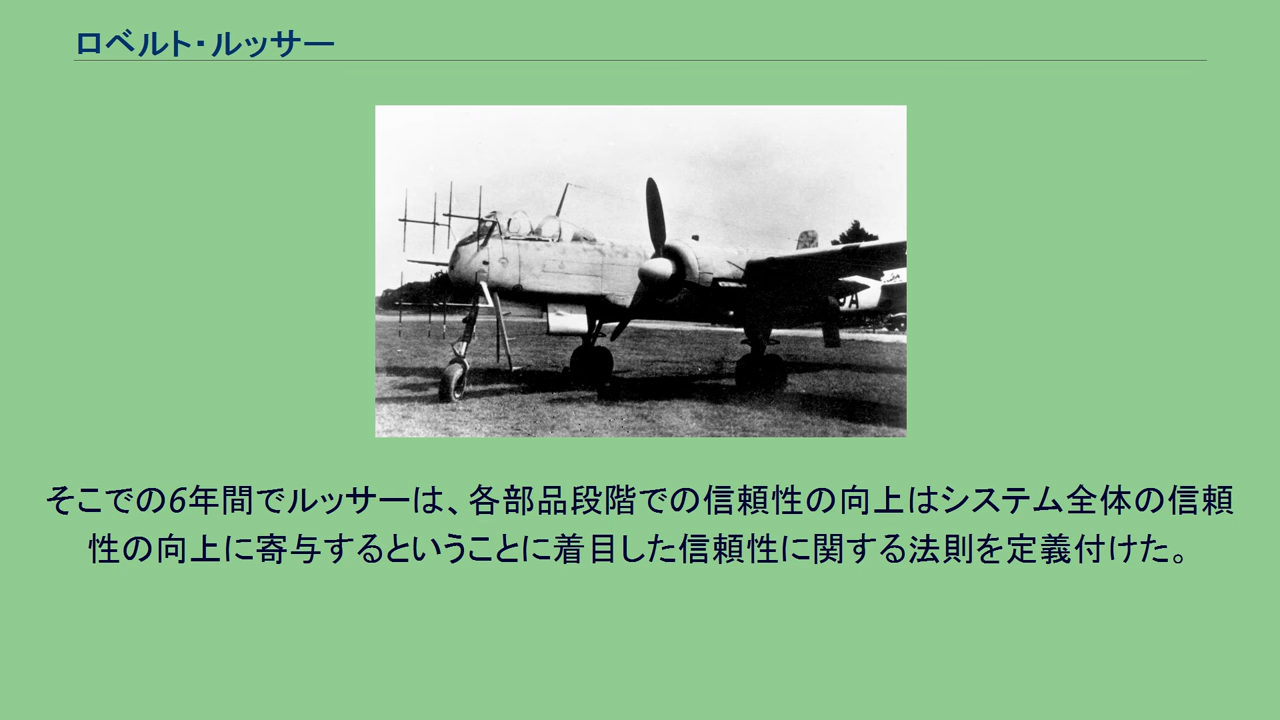 ロベルト・ルッサー
そこでの6年間でルッサーは、各部品段階での信頼性の向上はシステム全体の信頼
性の向上に寄与するということに着目した信頼性に関する法則を定義付けた。